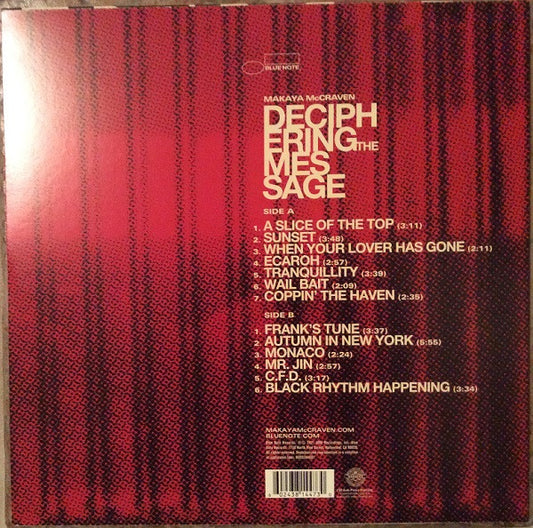 BLUE NOTE
MAKAYA McCRAVEN
DECIPH
ERING THE
MES
SAGE
SIDE A
1. A SLICE OF THE TOP (3:11)
2. SUNSET (3:48)
3. WHEN YOUR LOVER HAS GONE (2:11)
4. ECAROH (2:57)
5. TRANQUILLITY (3:39)
6. WAIL BAIT (2:09)
7. COPPIN' THE HAVEN (2:35)
SIDE B
1. FRANK'S TUNE (3:37)
2. AUTUMN IN NEW YORK (5:55)
3. MONACO (2:24)
4. MR. JIN (2:57)
5. C.F.D. (3:17)
6. BLACK RHYTHM HAPPENING (3:34)
MAKAYAMcCRAVEN.COM
BLUENOTE.COM